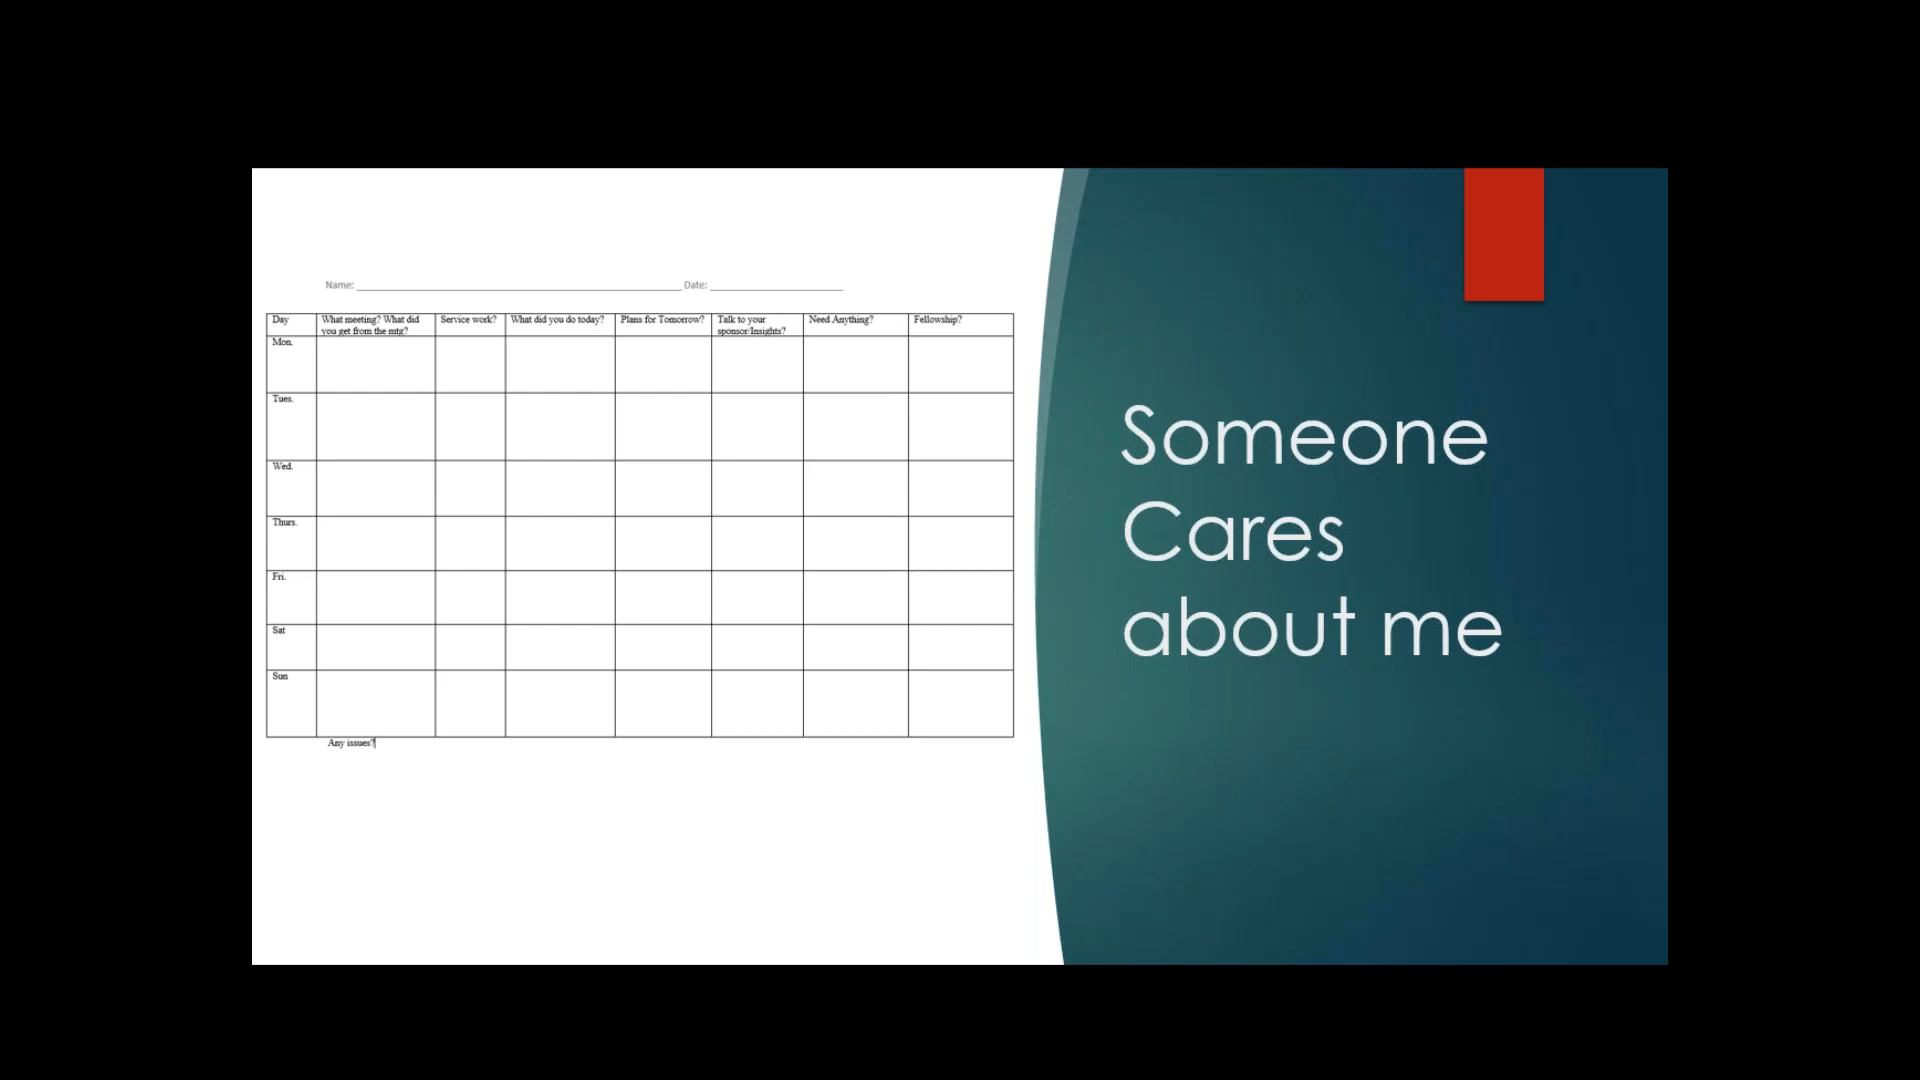 Name: ______________________ Date: ______________
Day What meeting? What did you get from the mtg? Service work? What did you do today? Plans for Tomorrow? Talk to your sponsor/Insights? Need Anything? Fellowship?
Mon.
Tues.
Wed.
Thurs.
Fri.
Sat
Sun
Any issues?
Someone
Cares
about me